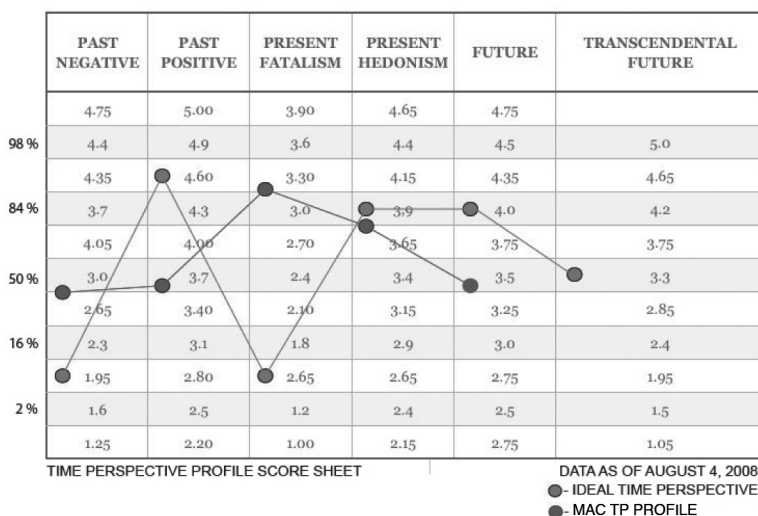 PAST NEGATIVE PAST POSITIVE PRESENT FATALISM PRESENT HEDONISM FUTURE TRANSCENDENTAL FUTURE
4.75 5.00 3.90 4.65 4.75
98 % 4.4 4.9 3.6 4.4 4.5 5.0
4.35 4.60 3.30 4.15 4.35 4.65
84 % 3.7 4.3 3.0 3.9 4.0 4.2
4.05 4.00 2.70 3.65 3.75 3.75
50 % 3.0 3.7 2.4 3.4 3.5 3.3
2.65 3.40 2.10 3.15 3.25 2.85
16 % 2.3 3.1 1.8 2.9 3.0 2.4
1.95 2.80 2.65 2.65 2.75 1.95
2 % 1.6 2.5 1.2 2.4 2.5 1.5
1.25 2.20 1.00 2.15 2.75 1.05
TIME PERSPECTIVE PROFILE SCORE SHEET DATA AS OF AUGUST 4, 2008
- IDEAL TIME PERSPECTIVE
- MAC TP PROFILE